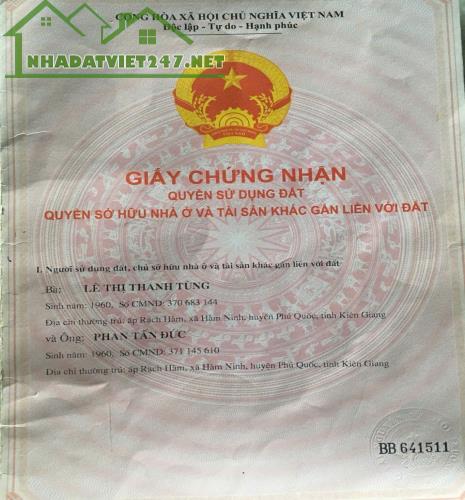 CỘNG HÒA XÃ HỘI CHỦ NGHĨA VIỆT NAM
Độc lập - Tự do - Hạnh phúc
NHADATVIET247.NET
VIỆT NAM
GIẤY CHỨNG NHẬN
QUYỀN SỬ DỤNG ĐẤT
QUYỀN SỞ HỮU NHÀ Ở VÀ TÀI SẢN KHÁC GẮN LIỀN VỚI ĐẤT
I. Người sử dụng đất, chủ sở hữu nhà ở và tài sản khác gắn liền với đất
Bà: LÊ THỊ THANH TÙNG
Sinh năm: 1960, Số CMND: 370 683 144
Địa chỉ thường trú: ấp Rạch Hàm, xã Hàm Ninh, huyện Phú Quốc, tỉnh Kiên Giang
và Ông: PHAN TẤN ĐỨC
Sinh năm: 1960, Số CMND: 371 145 610
Địa chỉ thường trú: ấp Rạch Hàm, xã Hàm Ninh, huyện Phú Quốc, tỉnh Kiên Giang
BB 641511